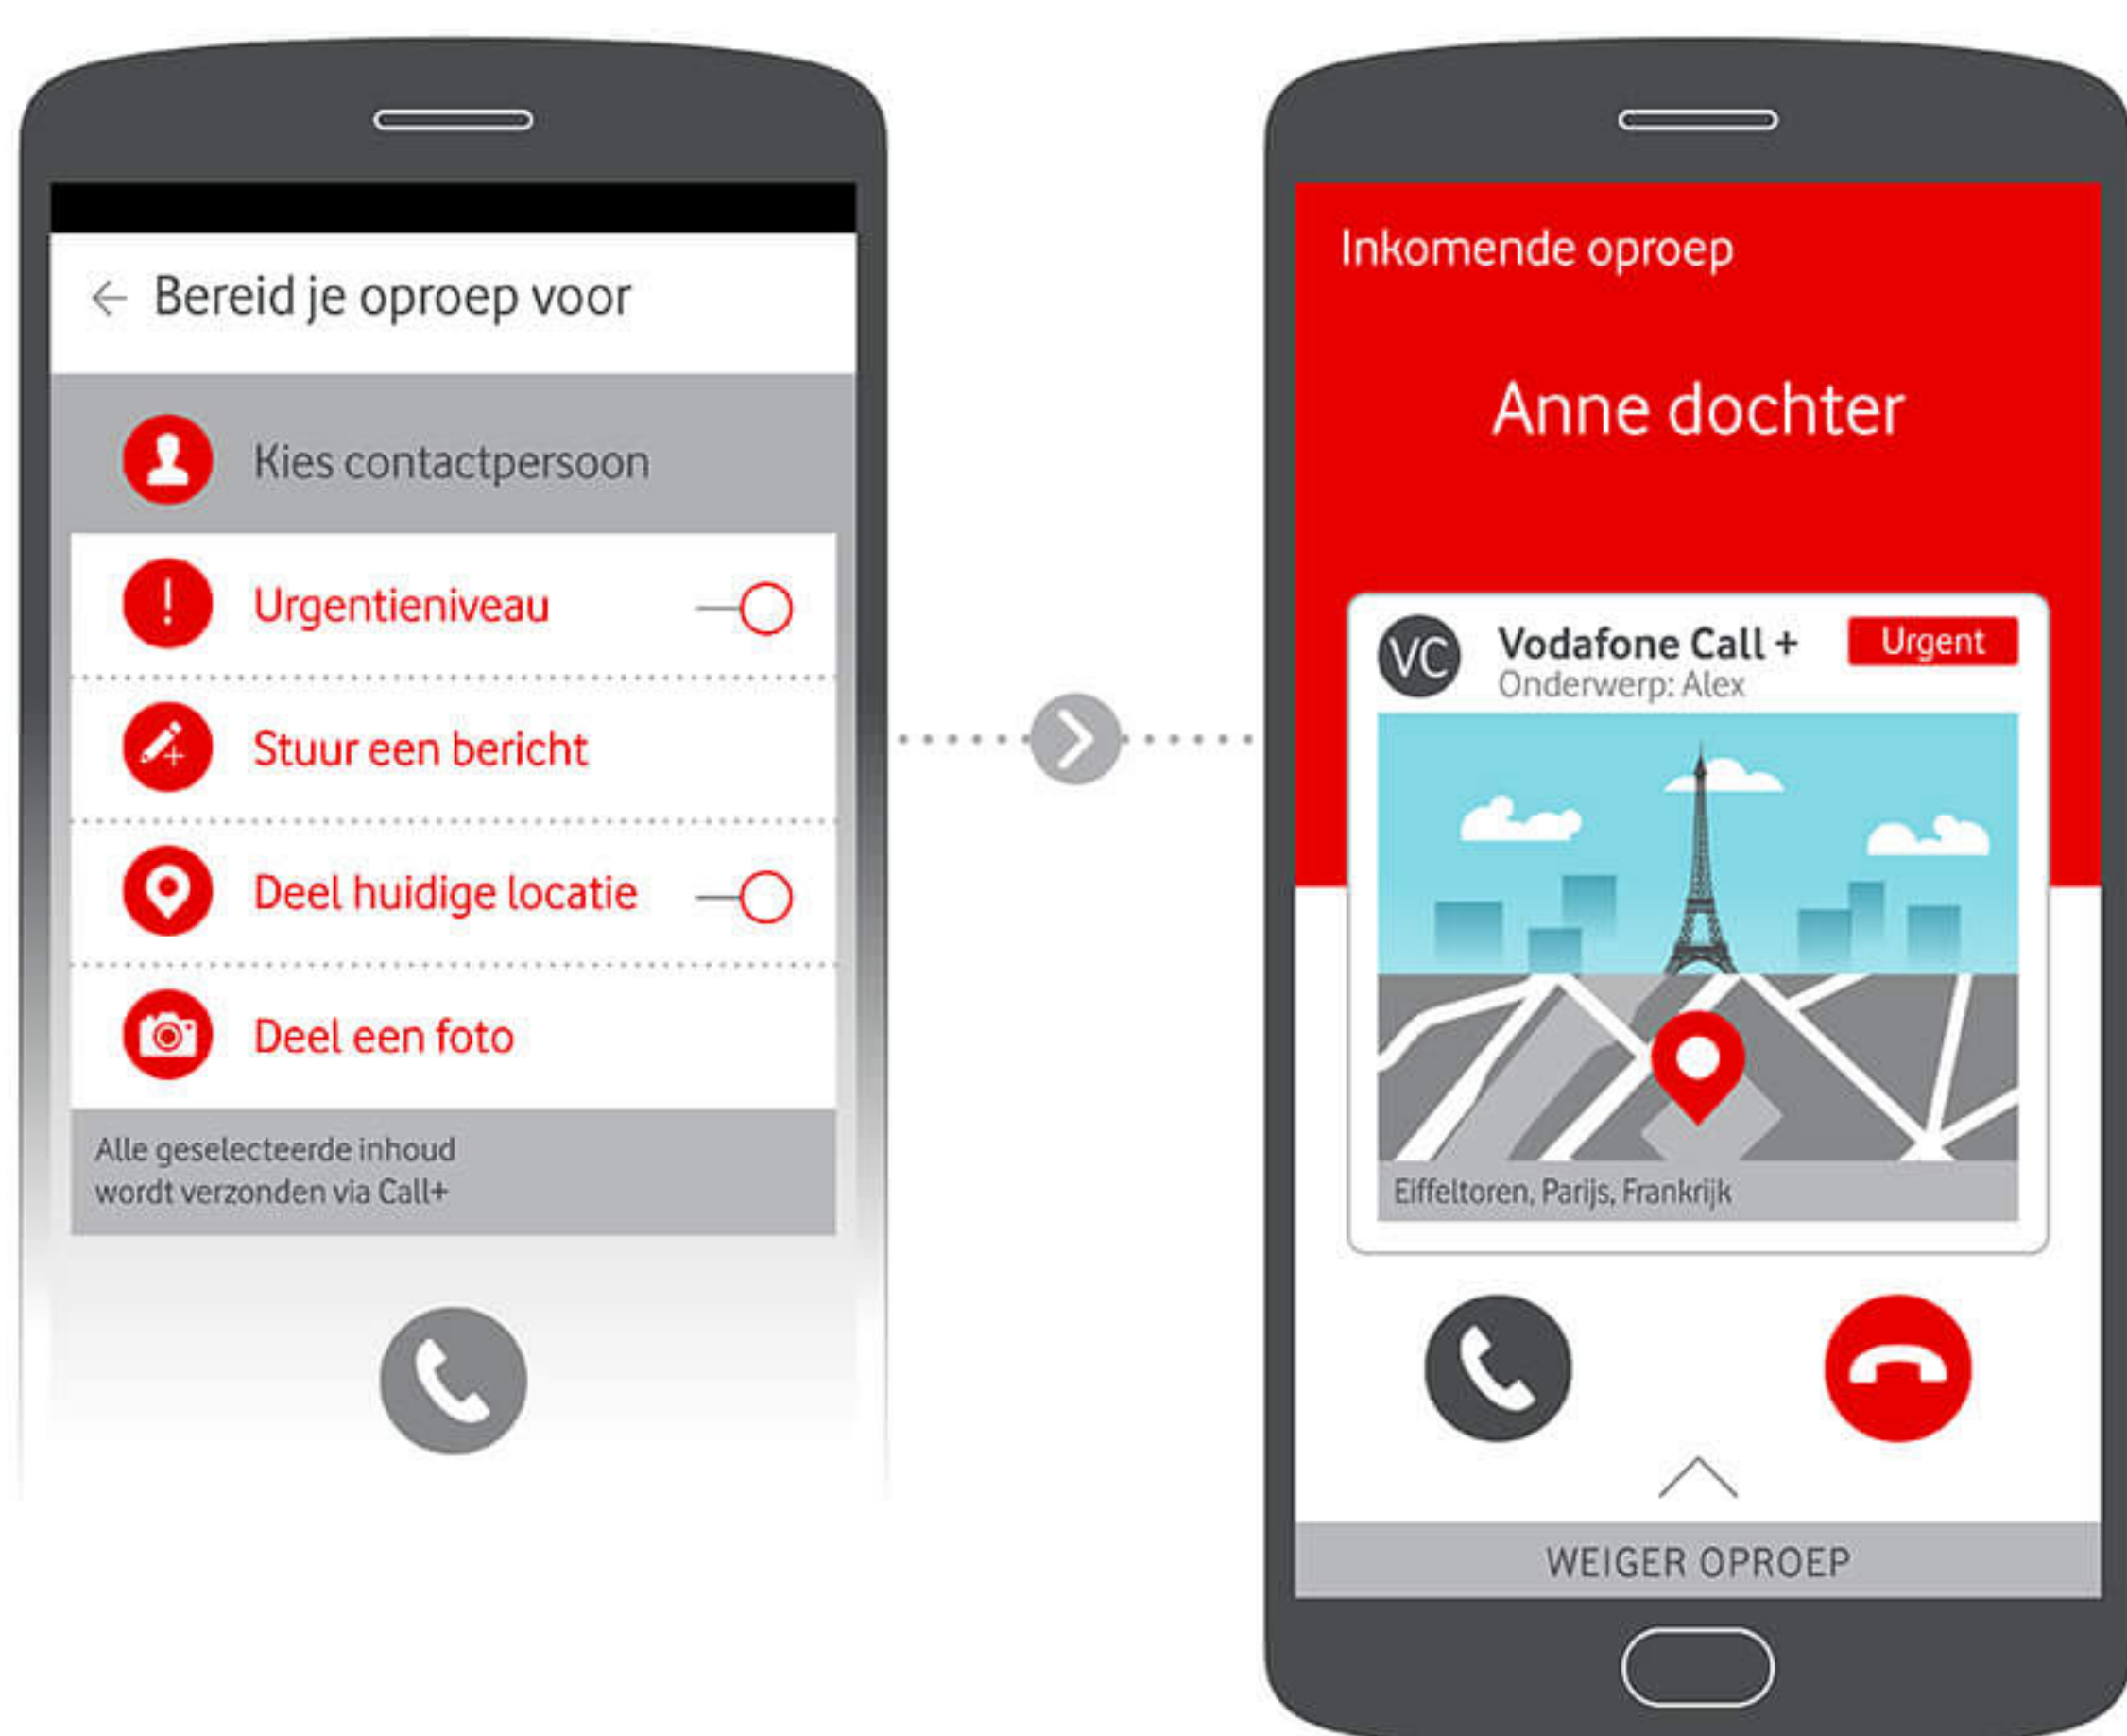 Bereid je oproep voor
Kies contactpersoon
Urgentieniveau
Stuur een bericht
Deel huidige locatie
Deel een foto
Alle geselecteerde inhoud
wordt verzonden via Call+
Inkomende oproep
Anne dochter
VC
Vodafone Call +
Urgent
Onderwerp: Alex
Eiffeltoren, Parijs, Frankrijk
WEIGER OPROEP